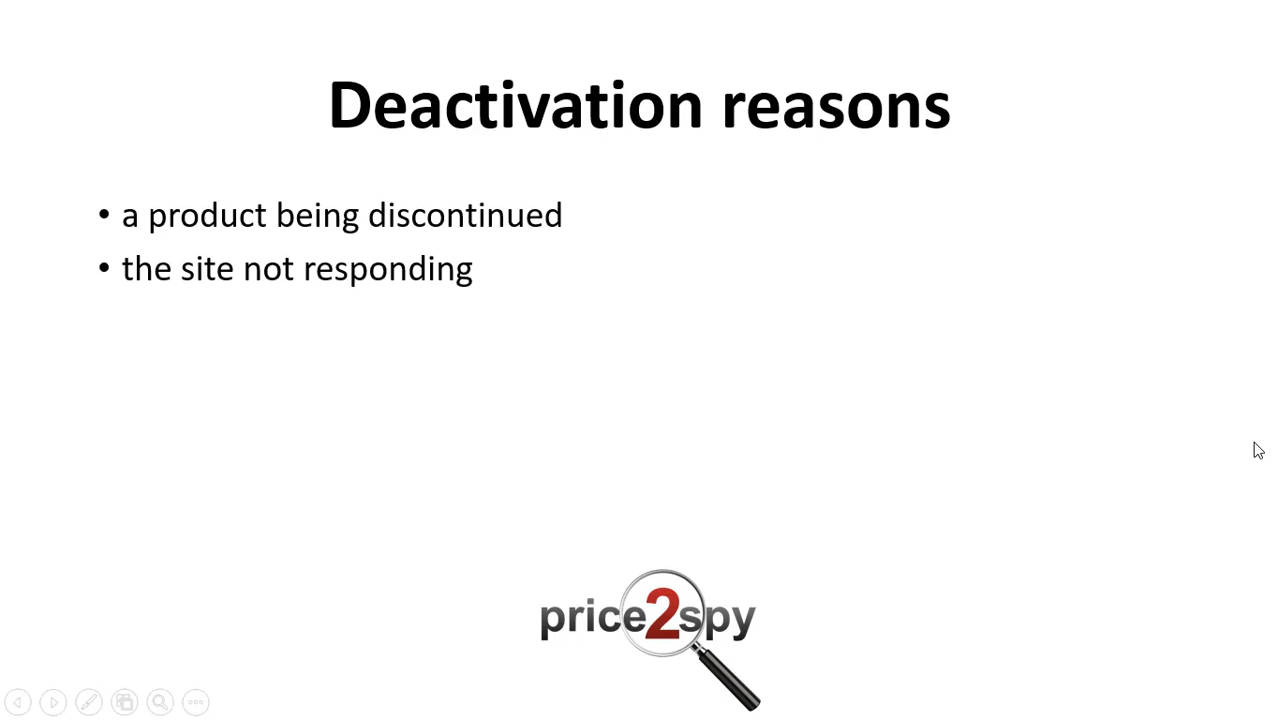 Deactivation reasons
• a product being discontinued
• the site not responding
price2spy